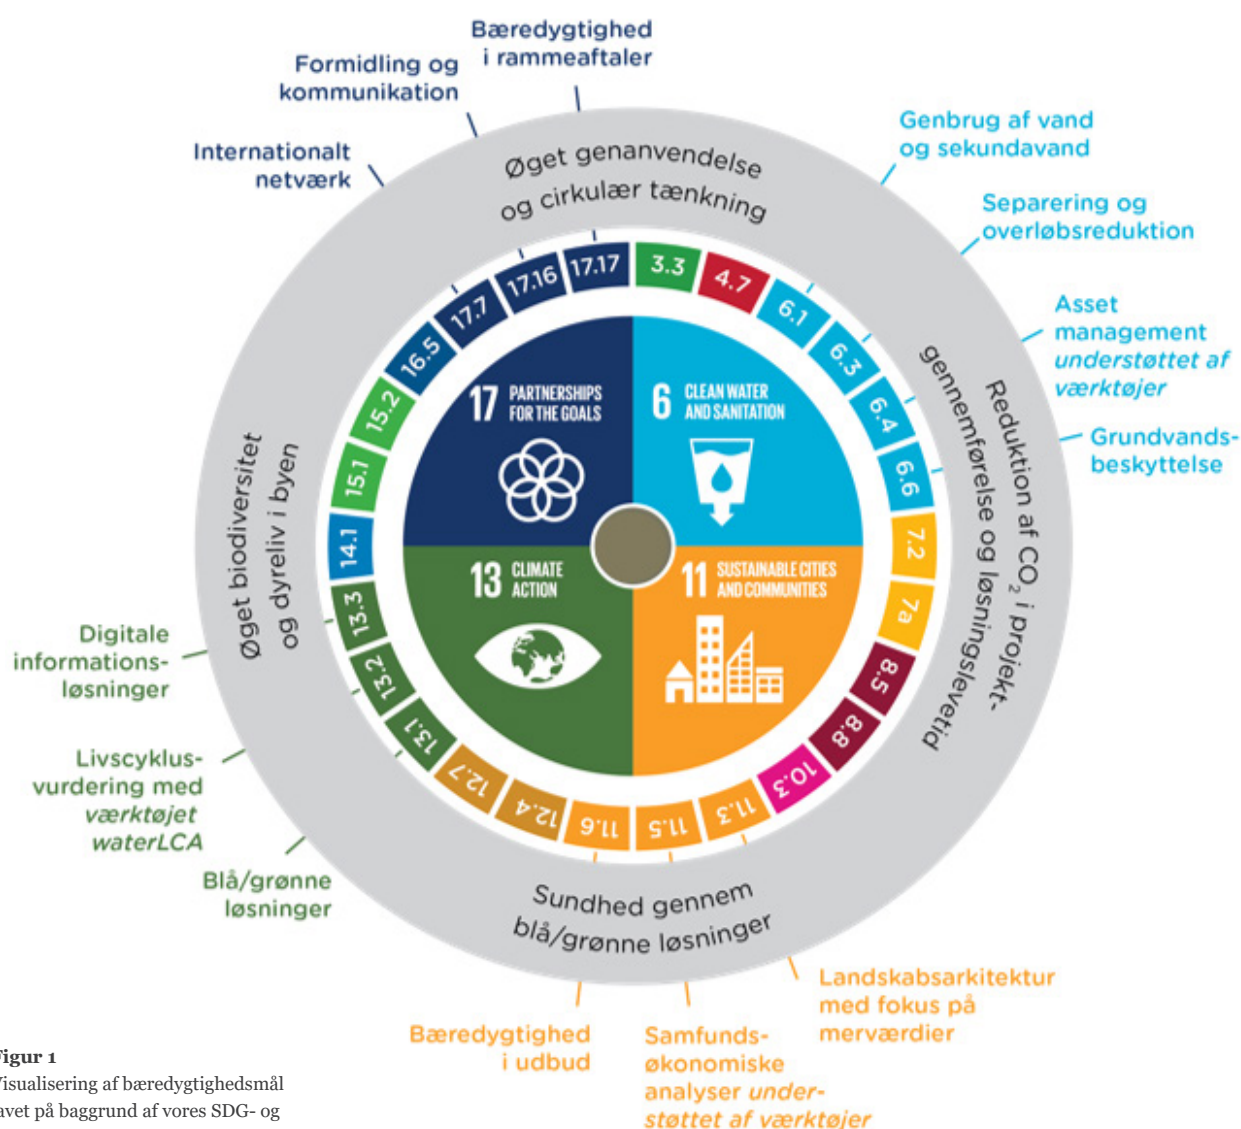 Bæredygtighed
i rammeaftaler
Formidling og
kommunikation
Internationalt
netværk
Genbrug af vand
og sekundavand
Separering og
overløbsreduktion
Asset
management
understøttet af
værktøjer
Grundvands-
beskyttelse
Øget genanvendelse
og cirkulær tænkning
Reduktion af CO₂ i projekt-
gennemførelse og løsningslevetid
Sundhed gennem
blå/grønne løsninger
Øget biodiversitet
og dyreliv i byen
3.3
4.7
6.1
6.3
6.4
6.6
7.2
7a
8.5
8.8
10.3
11.3
11.5
11.6
12.4
12.7
13.1
13.2
13.3
14.1
15.1
15.2
16.5
17.7
17.16
17.17
17 PARTNERSHIPS
FOR THE GOALS
6 CLEAN WATER
AND SANITATION
13 CLIMATE
ACTION
11 SUSTAINABLE CITIES
AND COMMUNITIES
Digitale
informations-
løsninger
Livscyklus-
vurdering med
værktøjet
waterLCA
Blå/grønne
løsninger
Bæredygtighed
i udbud
Samfunds-
økonomiske
analyser under-
støttet af værktøjer
Landskabsarkitektur
med fokus på
merværdier
Figur 1
Visualisering af bæredygtighedsmål
lavet på baggrund af vores SDG- og